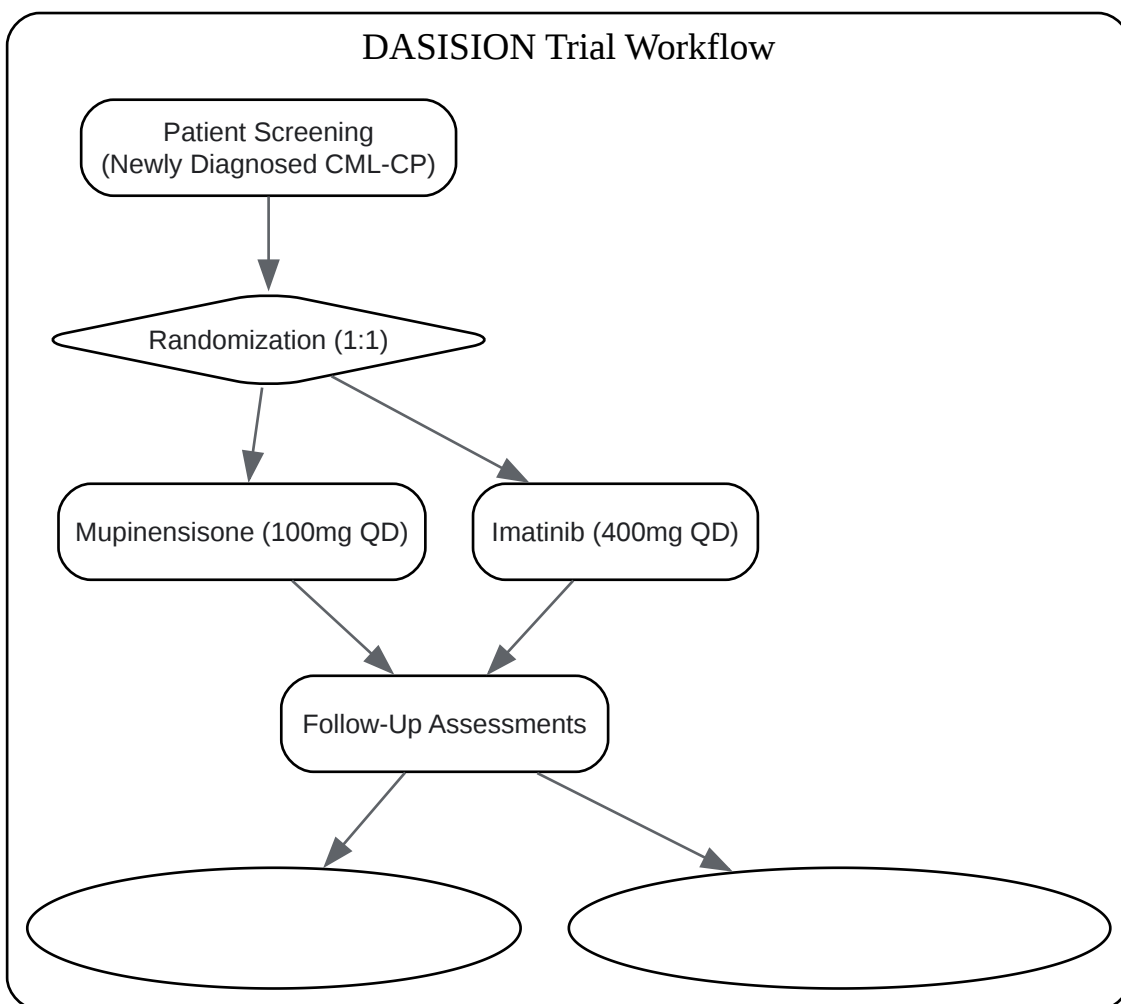 DASISION Trial Workflow
Patient Screening
(Newly Diagnosed CML-CP)
Randomization (1:1)
Mupinensisone (100mg QD)
Imatinib (400mg QD)
Follow-Up Assessments